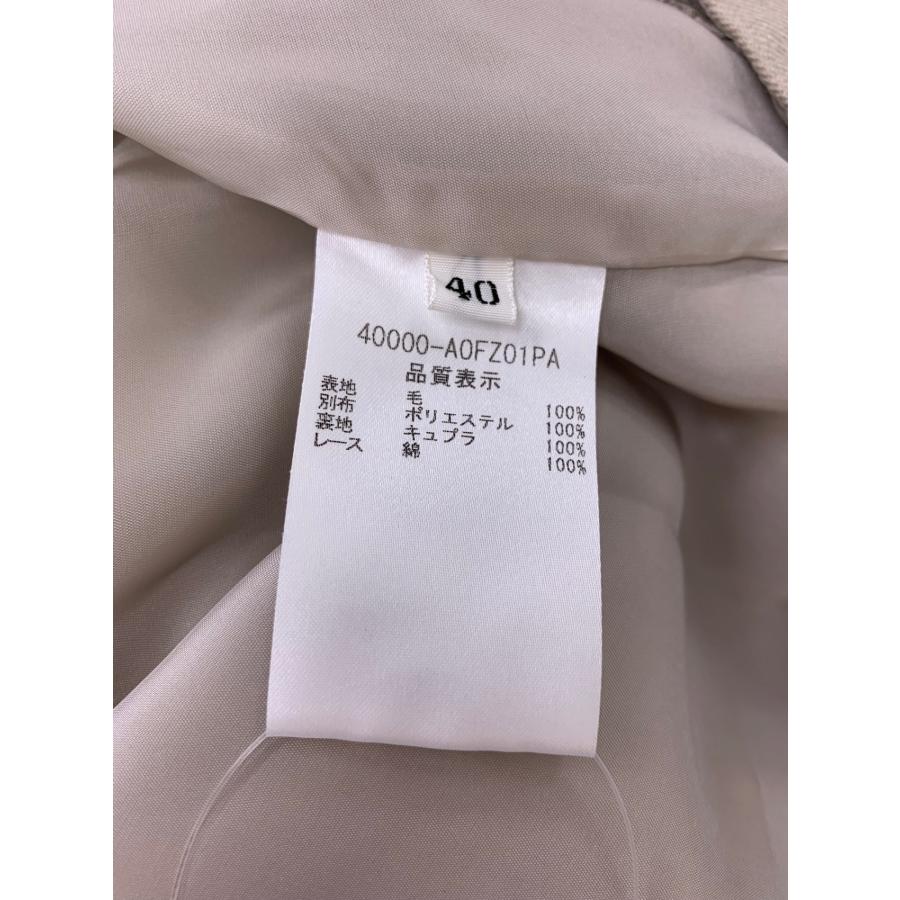 40
40000-A0FZ01PA
品質表示
表地 毛 100%
別布 ポリエステル 100%
裏地 キュプラ 100%
レース 綿 100%